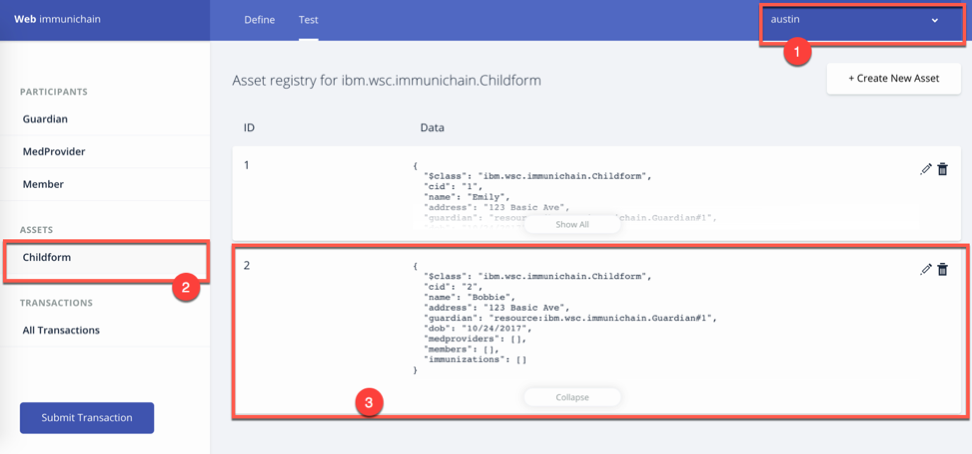 Web immunichain
Define
Test
austin
1
Asset registry for ibm.wsc.immunichain.Childform
+ Create New Asset
PARTICIPANTS
Guardian
MedProvider
Member
ASSETS
Childform
2
TRANSACTIONS
All Transactions
Submit Transaction
ID
Data
1
{
"$class": "ibm.wsc.immunichain.Childform",
"cid": "1",
"name": "Emily",
"address": "123 Basic Ave",
"guardian": "resource:ibm.wsc.immunichain.Guardian#1",
Show All
2
{
"$class": "ibm.wsc.immunichain.Childform",
"cid": "2",
"name": "Bobbie",
"address": "123 Basic Ave",
"guardian": "resource:ibm.wsc.immunichain.Guardian#1",
"dob": "10/24/2017",
"medproviders": [],
"members": [],
"immunizations": []
}
Collapse
3